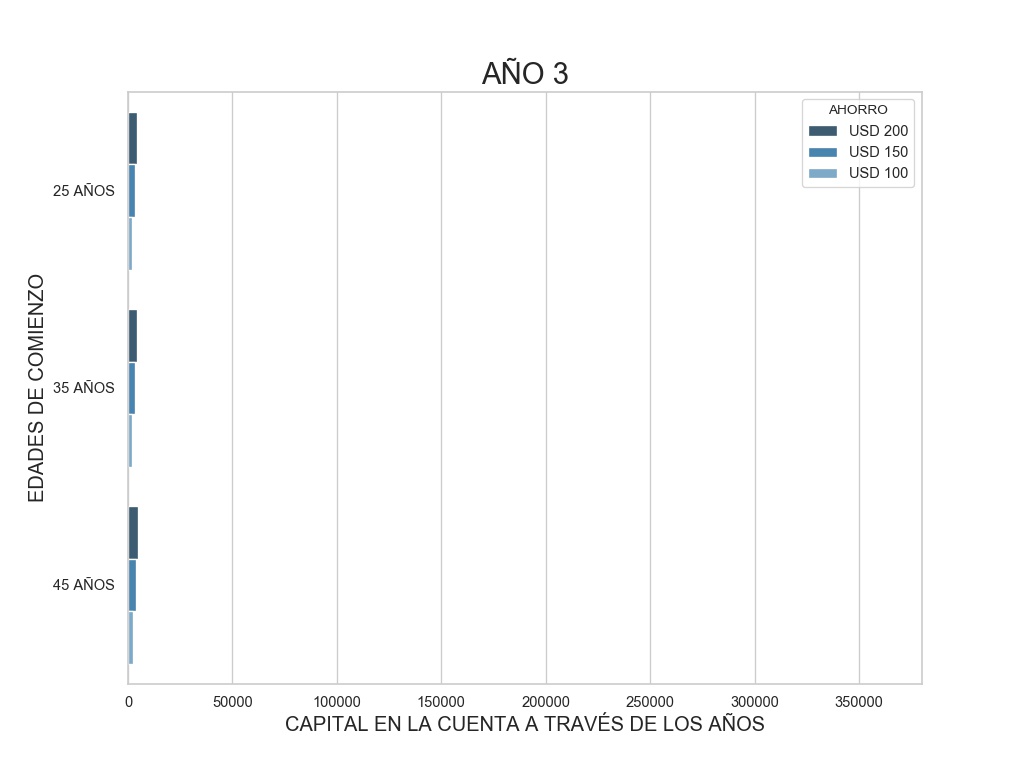 AÑO 3
AHORRO
USD 200
USD 150
USD 100
25 AÑOS
35 AÑOS
45 AÑOS
EDADES DE COMIENZO
0 50000 100000 150000 200000 250000 300000 350000
CAPITAL EN LA CUENTA A TRAVÉS DE LOS AÑOS